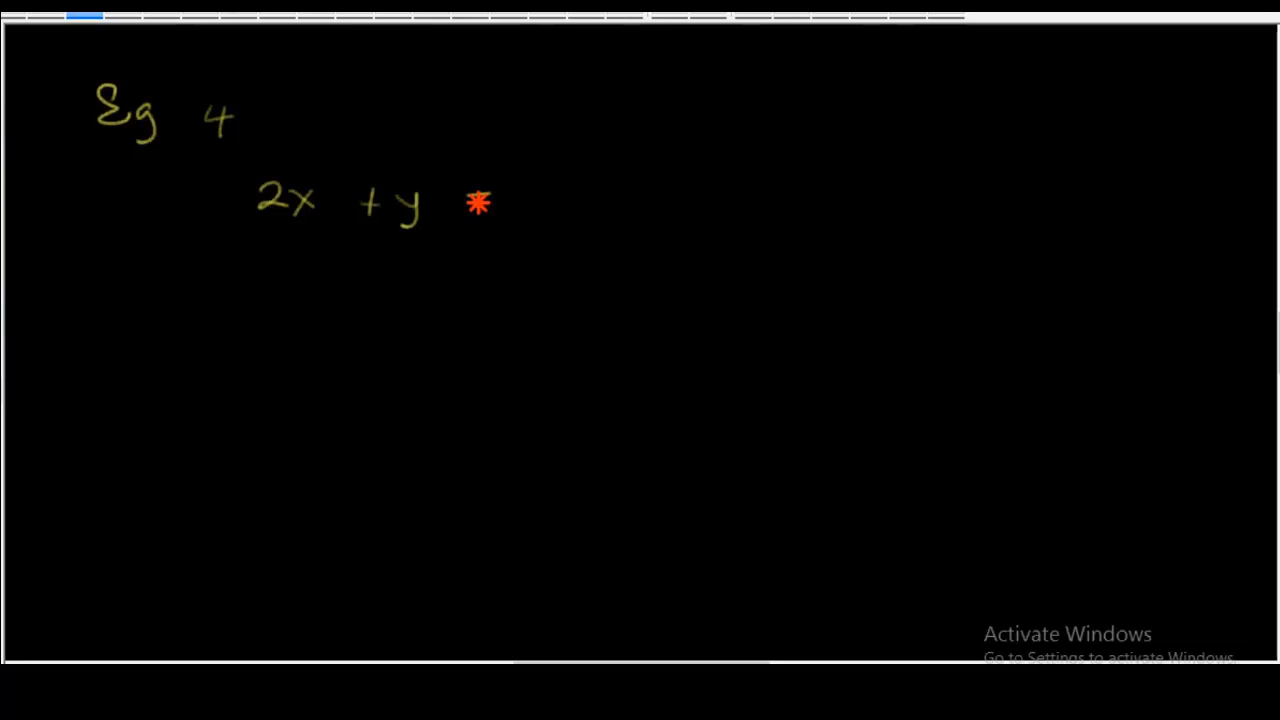 Eg 4
2x + y
Activate Windows
Go to Settings to activate Windows.